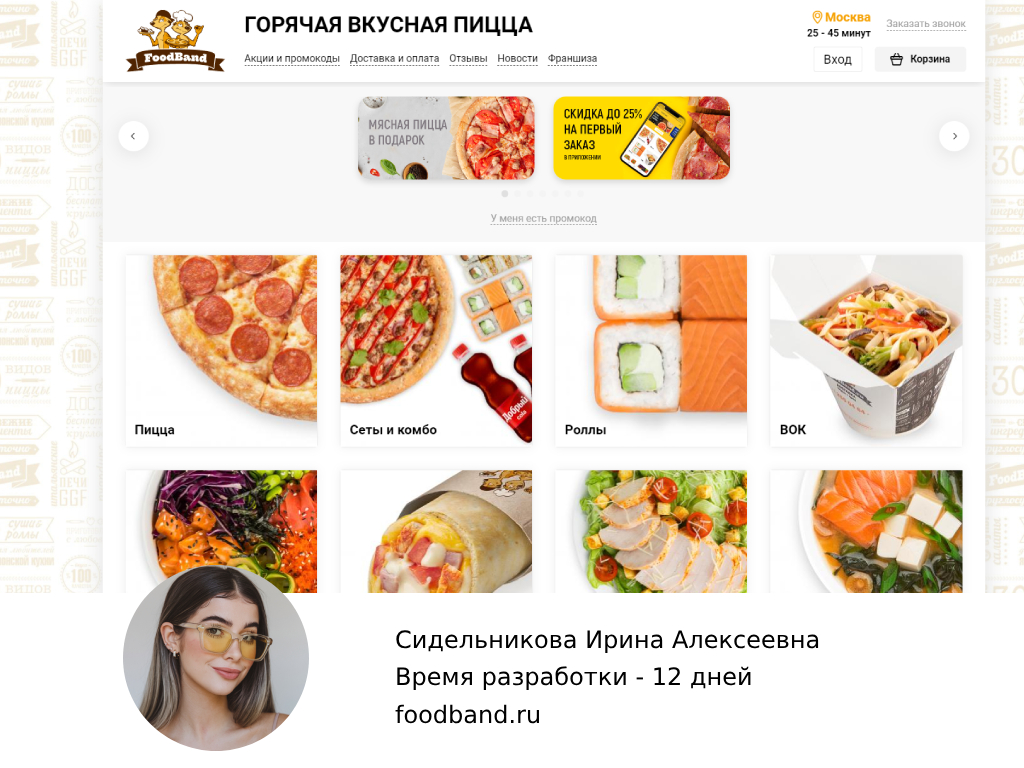 FoodBand
ГОРЯЧАЯ ВКУСНАЯ ПИЦЦА
Акции и промокоды Доставка и оплата Отзывы Новости Франшиза
Москва
25 - 45 минут
Заказать звонок
Вход
Корзина
МЯСНАЯ ПИЦЦА
В ПОДАРОК
СКИДКА ДО 25%
НА ПЕРВЫЙ
ЗАКАЗ
В ПРИЛОЖЕНИИ
У меня есть промокод
Добрый
cola
Пицца
Сеты и комбо
Роллы
ВОК
Сидельникова Ирина Алексеевна
Время разработки - 12 дней
foodband.ru